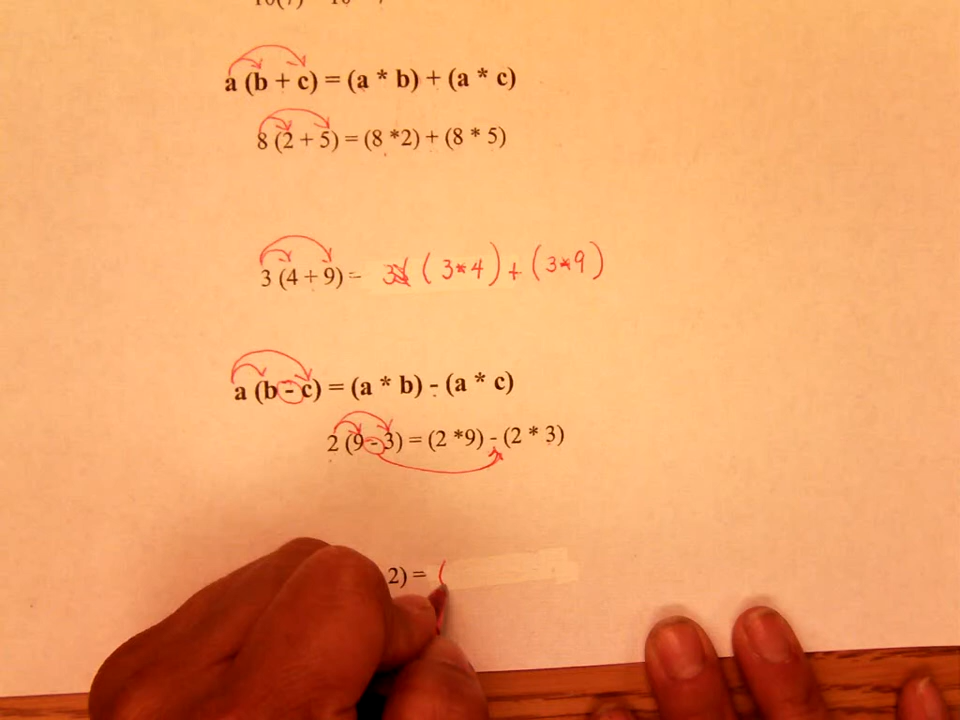 a (b + c) = (a * b) + (a * c)
8 (2 + 5) = (8 *2) + (8 * 5)
3 (4 + 9) = 3 (3*4) + (3*9)
a (b - c) = (a * b) - (a * c)
2 (9 - 3) = (2 *9) - (2 * 3)
2) = (